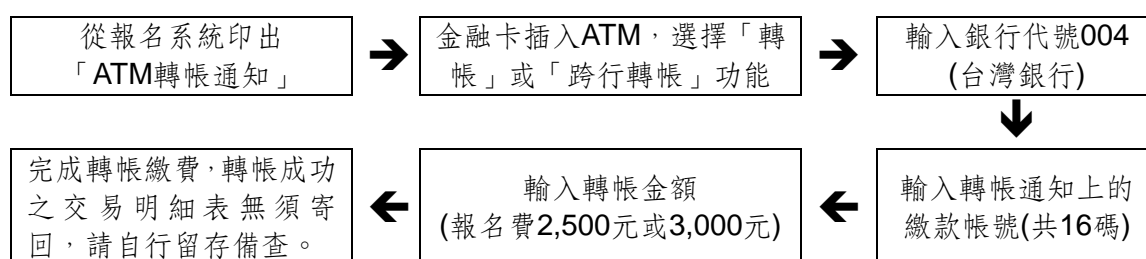 從報名系統印出
「ATM轉帳通知」
金融卡插入ATM，選擇「轉
帳」或「跨行轉帳」功能
輸入銀行代號004
(台灣銀行)
輸入轉帳通知上的
繳款帳號(共16碼)
輸入轉帳金額
(報名費2,500元或3,000元)
完成轉帳繳費，轉帳成功
之交易明細表無須寄
回，請自行留存備查。